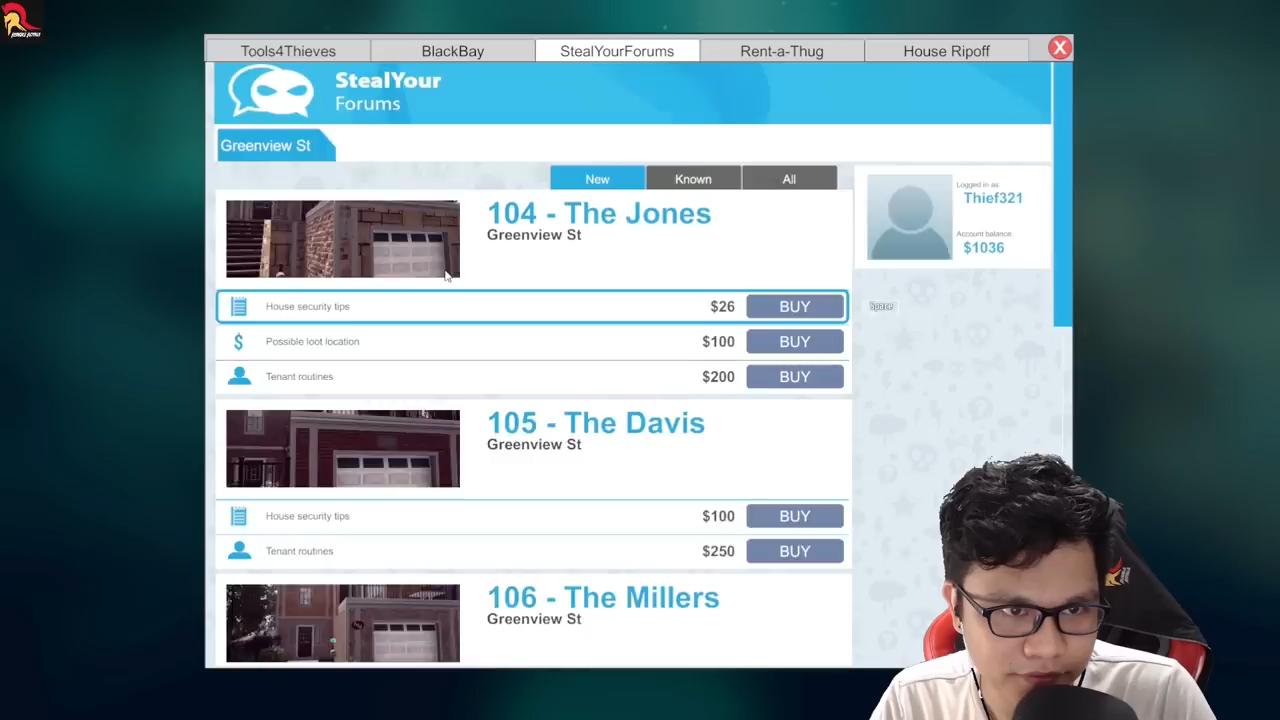 Tools4Thieves
BlackBay
StealYourForums
Rent-a-Thug
House Ripoff
StealYour
Forums
Greenview St
New
Known
All
Logged in as:
Thief321
Account balance:
$1036
104 - The Jones
Greenview St
House security tips $26 BUY
Possible loot location $100 BUY
Tenant routines $200 BUY
Space
105 - The Davis
Greenview St
House security tips $100 BUY
Tenant routines $250 BUY
106 - The Millers
Greenview St